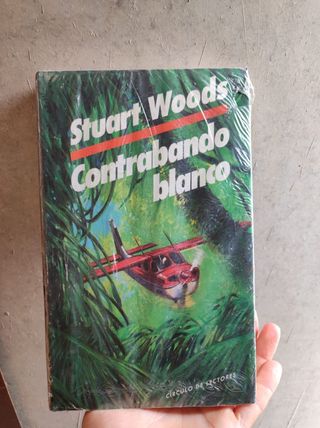 Stuart Woods
Contrabando
blanco
CÍRCULO DE LECTORES